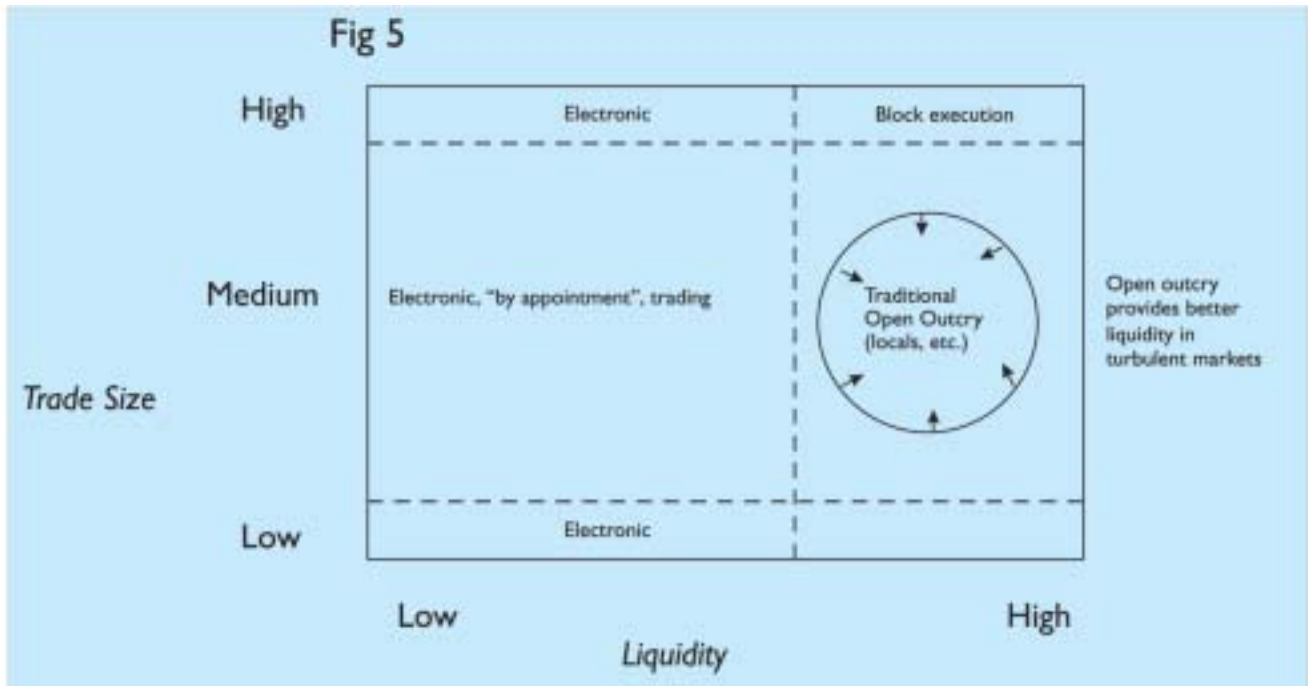 Fig 5
High
Electronic
Block execution
Medium
Electronic, "by appointment", trading
Traditional
Open Outcry
(locals, etc.)
Open outcry
provides better
liquidity in
turbulent markets
Trade Size
Low
Electronic
Low
High
Liquidity